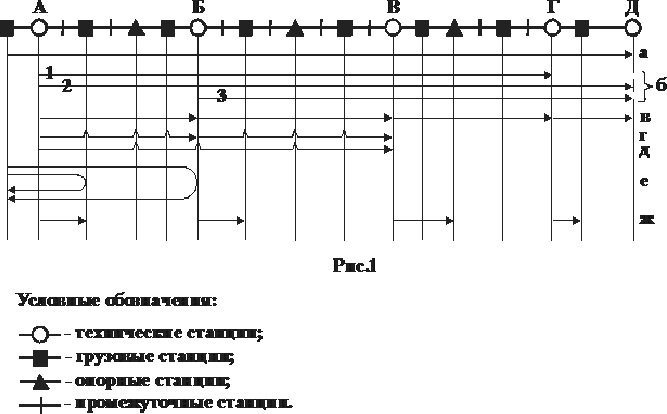 А Б В Г Д
а
1
2
б
3
в
г
д
е
ж
Рис.1
Условные обозначения:
- технические станции;
- грузовые станции;
- опорные станции;
- промежуточные станции.